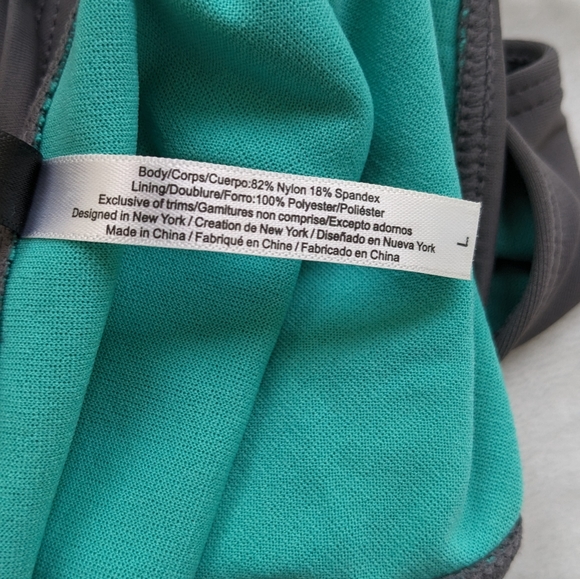 Body/Corps/Cuerpo:82% Nylon 18% Spandex
Lining/Doublure/Forro:100% Polyester/Poliéster
Exclusive of trims/Garnitures non comprise/Excepto adornos
Designed in New York / Creation de New York / Diseñado en Nueva York
Made in China / Fabriqué en Chine / Fabricado en China
L